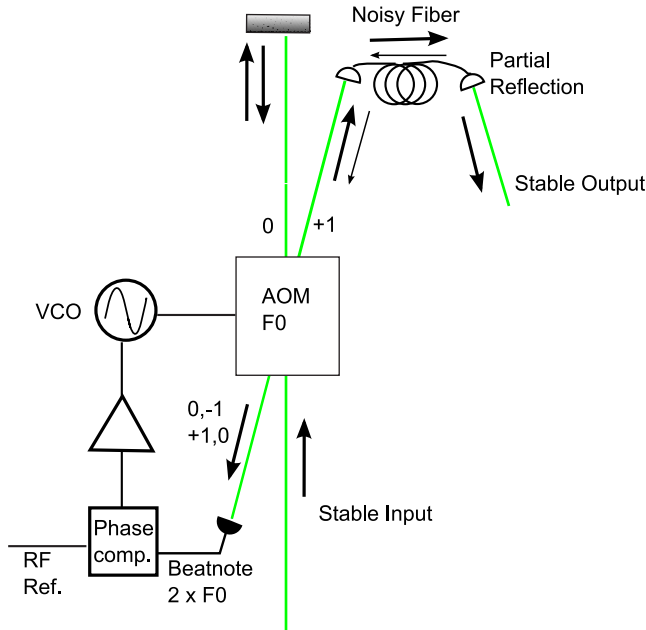 Noisy Fiber
Partial
Reflection
Stable Output
0
+1
AOM
F0
VCO
0,-1
+1,0
Stable Input
Phase
comp.
RF
Ref.
Beatnote
2 x F0